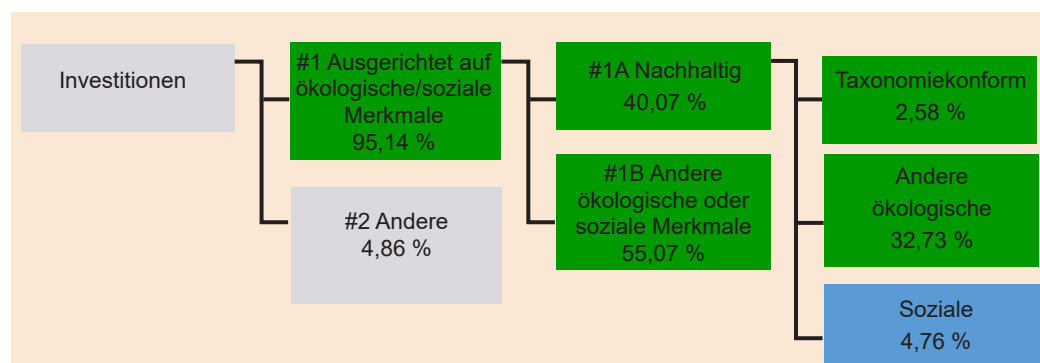 Investitionen
#1 Ausgerichtet auf
ökologische/soziale
Merkmale
95,14 %
#2 Andere
4,86 %
#1A Nachhaltig
40,07 %
#1B Andere
ökologische oder
soziale Merkmale
55,07 %
Taxonomiekonform
2,58 %
Andere
ökologische
32,73 %
Soziale
4,76 %